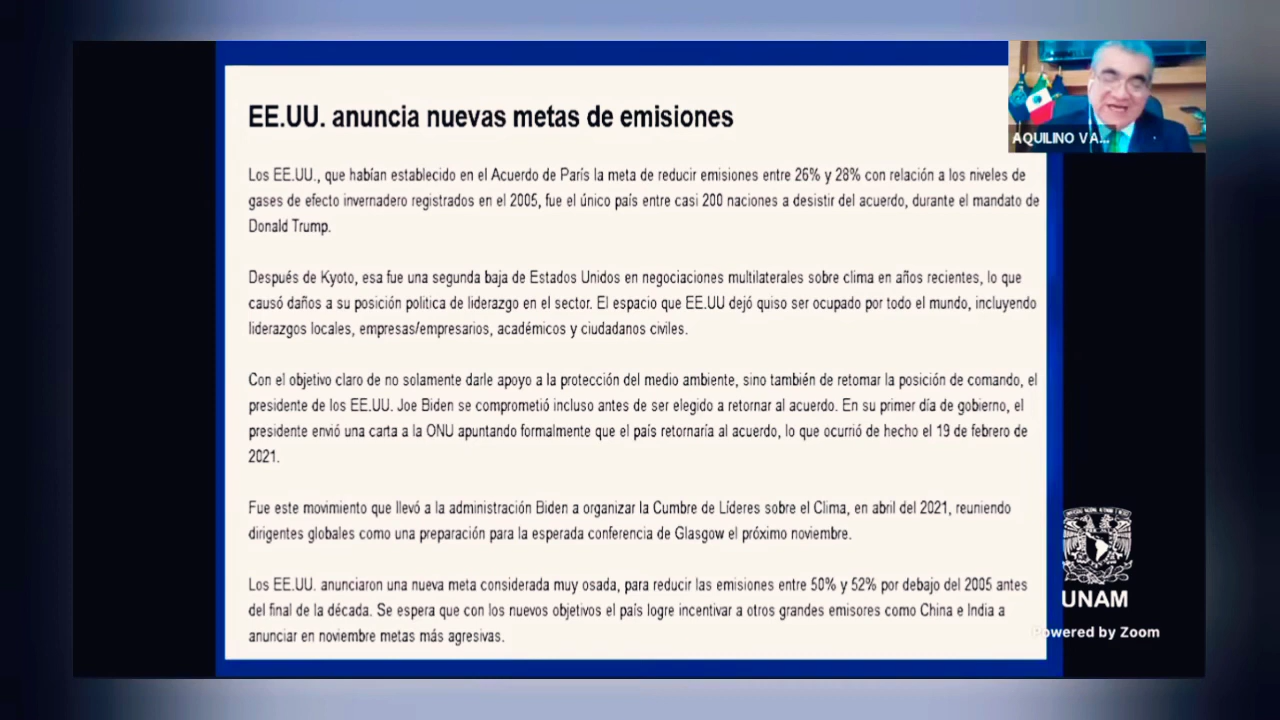 EE.UU. anuncia nuevas metas de emisiones
AQUILINO VA...
Los EE.UU., que habían establecido en el Acuerdo de París la meta de reducir emisiones entre 26% y 28% con relación a los niveles de
gases de efecto invernadero registrados en el 2005, fue el único país entre casi 200 naciones a desistir del acuerdo, durante el mandato de
Donald Trump.
Después de Kyoto, esa fue una segunda baja de Estados Unidos en negociaciones multilaterales sobre clima en años recientes, lo que
causó daños a su posición politica de liderazgo en el sector. El espacio que EE.UU dejó quiso ser ocupado por todo el mundo, incluyendo
liderazgos locales, empresas/empresarios, académicos y ciudadanos civiles.
Con el objetivo claro de no solamente darle apoyo a la protección del medio ambiente, sino también de retomar la posición de comando, el
presidente de los EE.UU. Joe Biden se comprometió incluso antes de ser elegido a retornar al acuerdo. En su primer día de gobierno, el
presidente envió una carta a la ONU apuntando formalmente que el país retornaría al acuerdo, lo que ocurrió de hecho el 19 de febrero de
2021.
Fue este movimiento que llevó a la administración Biden a organizar la Cumbre de Líderes sobre el Clima, en abril del 2021, reuniendo
dirigentes globales como una preparación para la esperada conferencia de Glasgow el próximo noviembre.
Los EE.UU. anunciaron una nueva meta considerada muy osada, para reducir las emisiones entre 50% y 52% por debajo del 2005 antes
del final de la década. Se espera que con los nuevos objetivos el país logre incentivar a otros grandes emisores como China e India a
anunciar en noviembre metas más agresivas.
UNAM
Powered by Zoom